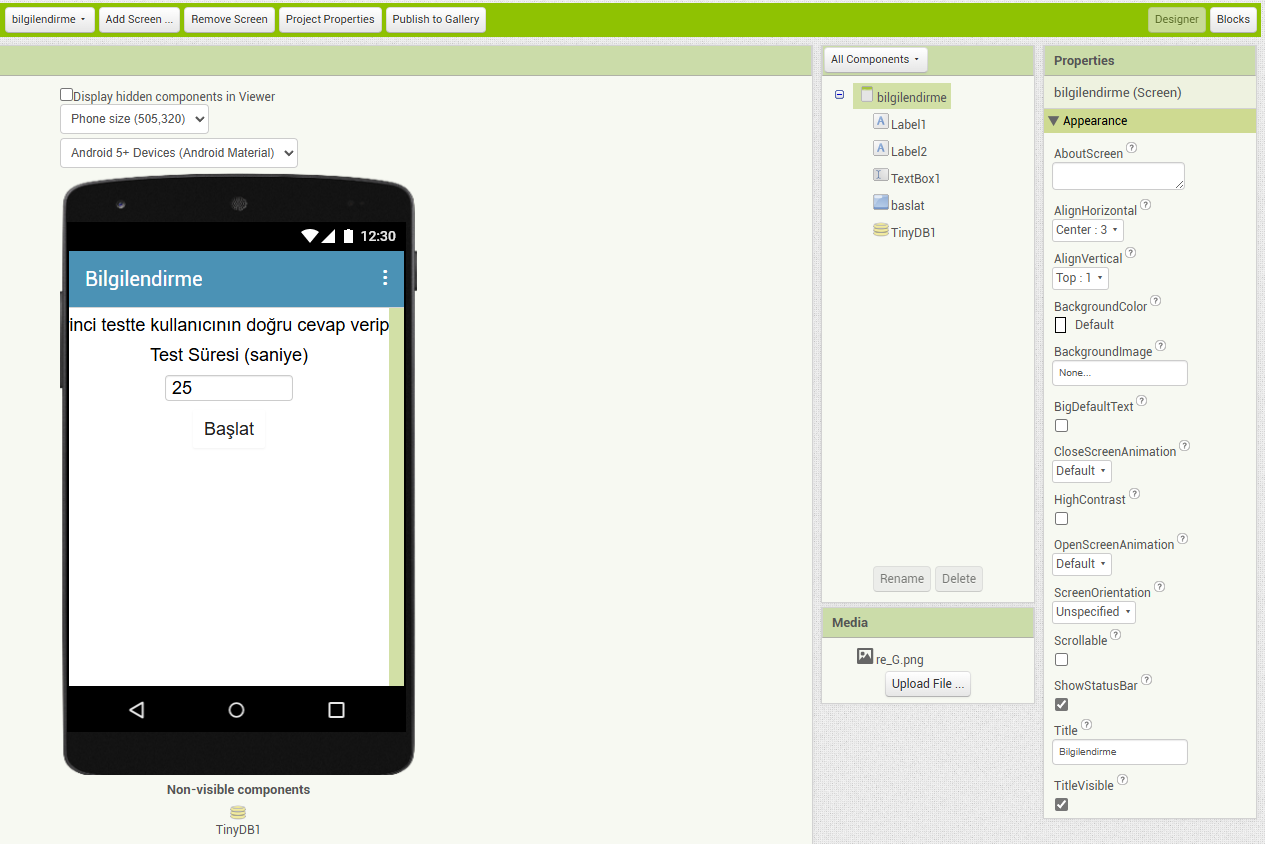 bilgilendirme
Add Screen ...
Remove Screen
Project Properties
Publish to Gallery
Designer
Blocks
Display hidden components in Viewer
Phone size (505,320)
Android 5+ Devices (Android Material)
12:30
Bilgilendirme
inci testte kullanıcının doğru cevap verip
Test Süresi (saniye)
25
Başlat
Non-visible components
TinyDB1
All Components
bilgilendirme
A Label1
A Label2
TextBox1
baslat
TinyDB1
Rename
Delete
Media
re_G.png
Upload File ...
Properties
bilgilendirme (Screen)
Appearance
AboutScreen ?
AlignHorizontal ?
Center : 3
AlignVertical ?
Top : 1
BackgroundColor ?
Default
BackgroundImage ?
None...
BigDefaultText ?
CloseScreenAnimation ?
Default
HighContrast ?
OpenScreenAnimation ?
Default
ScreenOrientation ?
Unspecified
Scrollable ?
ShowStatusBar ?
Title ?
Bilgilendirme
TitleVisible ?